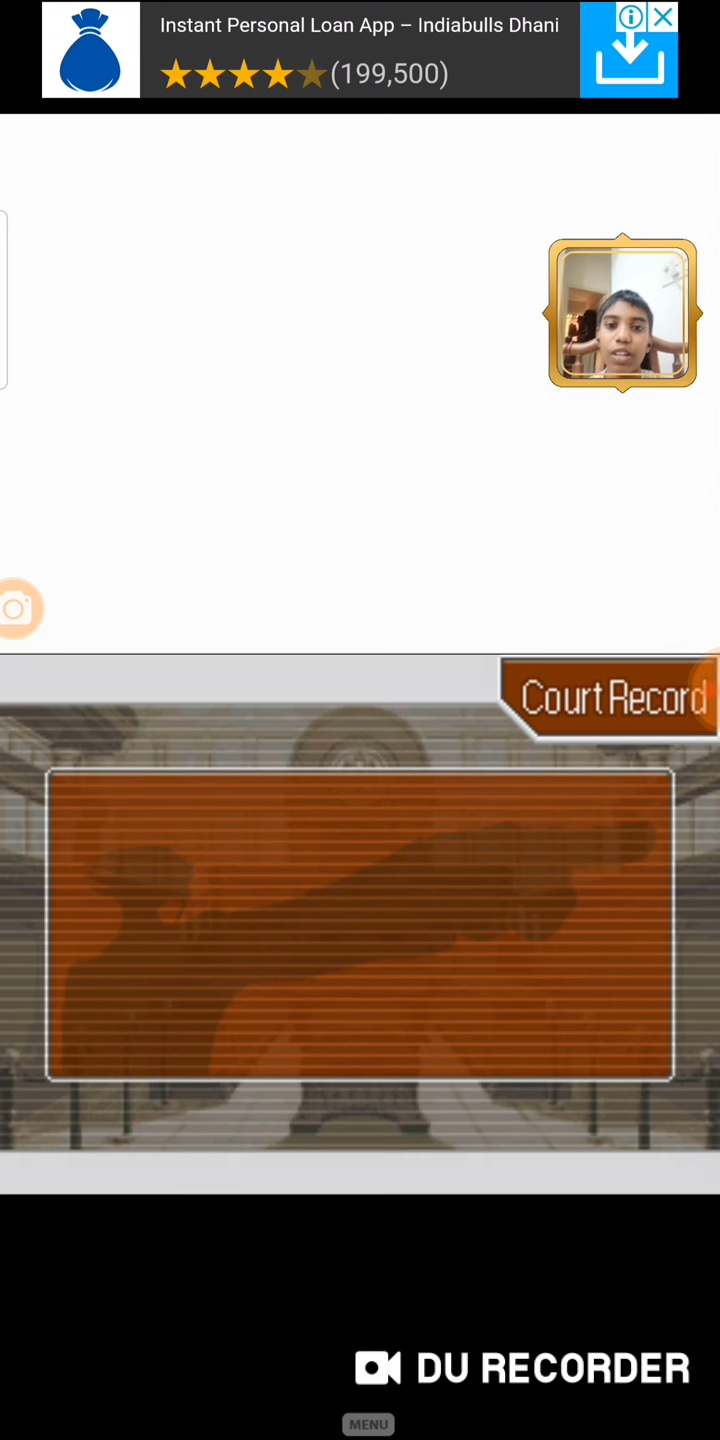 Instant Personal Loan App – Indiabulls Dhani
(199,500)
Court Record
DU RECORDER
MENU